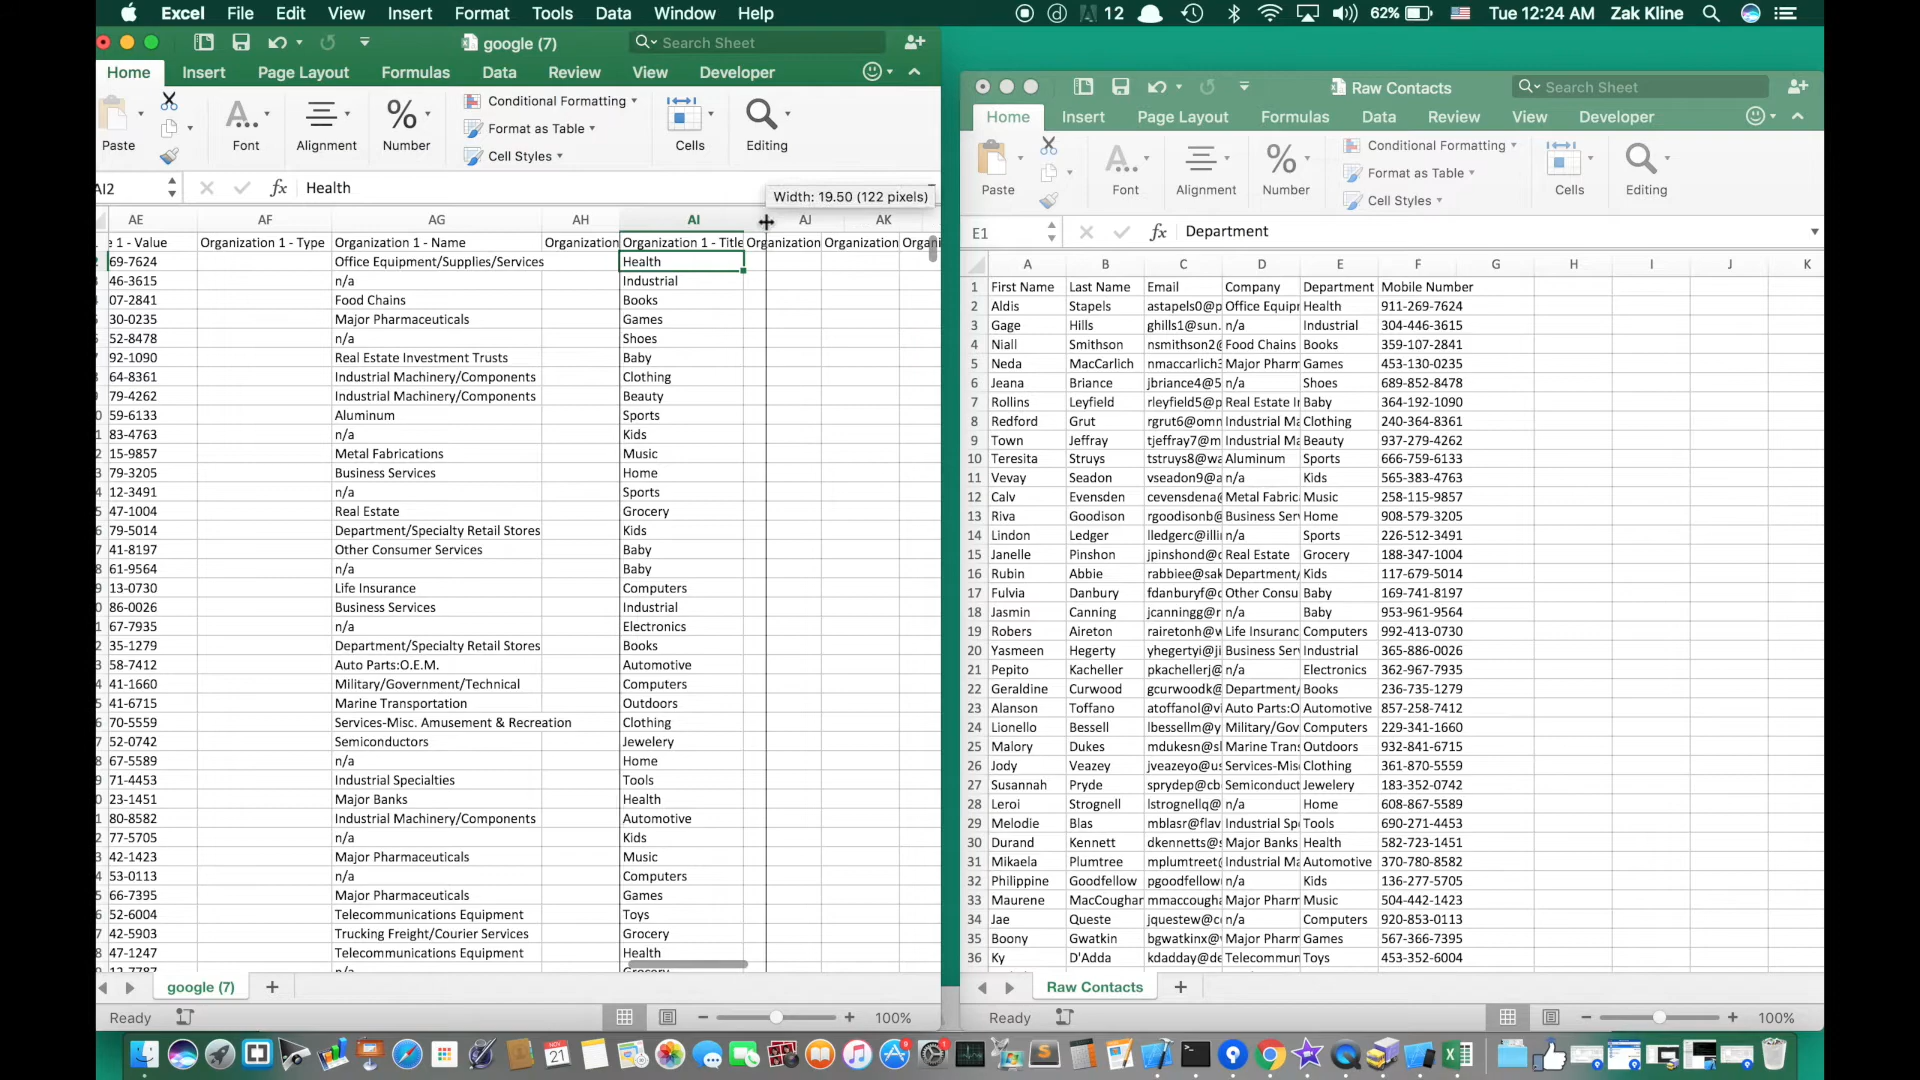 Excel File Edit View Insert Format Tools Data Window Help 12 62% Tue 12:24 AM Zak Kline
google (7) Search Sheet
Home Insert Page Layout Formulas Data Review View Developer
Paste Font Alignment Number Conditional Formatting Format as Table Cell Styles Cells Editing
AI2 fx Health
Width: 19.50 (122 pixels)
AE AF AG AH AI AJ AK
e 1 - Value Organization 1 - Type Organization 1 - Name Organization Organization 1 - Title Organization Organization Organi
69-7624 Office Equipment/Supplies/Services Health
46-3615 n/a Industrial
07-2841 Food Chains Books
30-0235 Major Pharmaceuticals Games
52-8478 n/a Shoes
92-1090 Real Estate Investment Trusts Baby
64-8361 Industrial Machinery/Components Clothing
79-4262 Industrial Machinery/Components Beauty
59-6133 Aluminum Sports
83-4763 n/a Kids
15-9857 Metal Fabrications Music
79-3205 Business Services Home
12-3491 n/a Sports
47-1004 Real Estate Grocery
79-5014 Department/Specialty Retail Stores Kids
41-8197 Other Consumer Services Baby
61-9564 n/a Baby
13-0730 Life Insurance Computers
86-0026 Business Services Industrial
67-7935 n/a Electronics
35-1279 Department/Specialty Retail Stores Books
58-7412 Auto Parts:O.E.M. Automotive
41-1660 Military/Government/Technical Computers
41-6715 Marine Transportation Outdoors
70-5559 Services-Misc. Amusement & Recreation Clothing
52-0742 Semiconductors Jewelery
67-5589 n/a Home
71-4453 Industrial Specialties Tools
23-1451 Major Banks Health
80-8582 Industrial Machinery/Components Automotive
77-5705 n/a Kids
42-1423 Major Pharmaceuticals Music
53-0113 n/a Computers
66-7395 Major Pharmaceuticals Games
52-6004 Telecommunications Equipment Toys
42-5903 Trucking Freight/Courier Services Grocery
47-1247 Telecommunications Equipment Health
google (7)
Ready 100%
Raw Contacts Search Sheet
Home Insert Page Layout Formulas Data Review View Developer
Paste Font Alignment Number Conditional Formatting Format as Table Cell Styles Cells Editing
E1 fx Department
A B C D E F G H I J K
1 First Name Last Name Email Company Department Mobile Number
2 Aldis Stapels astapels0@p Office Equip Health 911-269-7624
3 Gage Hills ghills1@sun. n/a Industrial 304-446-3615
4 Niall Smithson nsmithson2@ Food Chains Books 359-107-2841
5 Neda MacCarlich nmaccarlich3 Major Pharm Games 453-130-0235
6 Jeana Briance jbriance4@5 n/a Shoes 689-852-8478
7 Rollins Leyfield rleyfield5@p Real Estate I Baby 364-192-1090
8 Redford Grut rgrut6@omn Industrial Ma Clothing 240-364-8361
9 Town Jeffray tjeffray7@m Industrial Ma Beauty 937-279-4262
10 Teresita Struys tstruys8@wa Aluminum Sports 666-759-6133
11 Vevay Seadon vseadon9@a n/a Kids 565-383-4763
12 Calv Evensden cevensdena@ Metal Fabric Music 258-115-9857
13 Riva Goodison rgoodisonb@ Business Ser Home 908-579-3205
14 Lindon Ledger lledgerc@illi n/a Sports 226-512-3491
15 Janelle Pinshon jpinshond@c Real Estate Grocery 188-347-1004
16 Rubin Abbie rabbiee@sak Department/ Kids 117-679-5014
17 Fulvia Danbury fdanburyf@c Other Consu Baby 169-741-8197
18 Jasmin Canning jcanningg@r n/a Baby 953-961-9564
19 Robers Aireton rairetonh@w Life Insuranc Computers 992-413-0730
20 Yasmeen Hegerty yhegertyi@ji Business Ser Industrial 365-886-0026
21 Pepito Kacheller pkachellerj@ n/a Electronics 362-967-7935
22 Geraldine Curwood gcurwoodk@ Department/ Books 236-735-1279
23 Alanson Toffano atoffanol@vi Auto Parts:O Automotive 857-258-7412
24 Lionello Bessell lbessellm@y Military/Gov Computers 229-341-1660
25 Malory Dukes mdukesn@sl Marine Trans Outdoors 932-841-6715
26 Jody Veazey jveazeyo@us Services-Mis Clothing 361-870-5559
27 Susannah Pryde sprydep@cb Semiconduct Jewelery 183-352-0742
28 Leroi Strognell lstrognellq@ n/a Home 608-867-5589
29 Melodie Blas mblasr@flav Industrial Sp Tools 690-271-4453
30 Durand Kennett dkennetts@s Major Banks Health 582-723-1451
31 Mikaela Plumtree mplumtreet@ Industrial Ma Automotive 370-780-8582
32 Philippine Goodfellow pgoodfellow n/a Kids 136-277-5705
33 Maurene MacCoughar mmaccougha Major Pharm Music 504-442-1423
34 Jae Queste jquestew@c n/a Computers 920-853-0113
35 Boony Gwatkin bgwatkinx@ Major Pharm Games 567-366-7395
36 Ky D'Adda kdadday@de Telecommun Toys 453-352-6004
Raw Contacts
Ready 100%
NOV 21